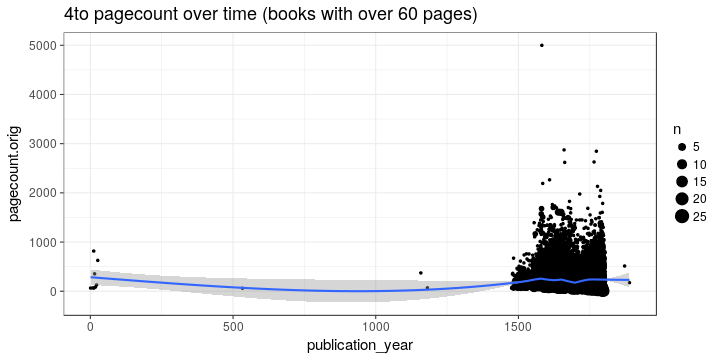 4to pagecount over time (books with over 60 pages)
5000
4000
3000
2000
1000
0
pagecount.orig
0 500 1000 1500
publication_year
n
5
10
15
20
25